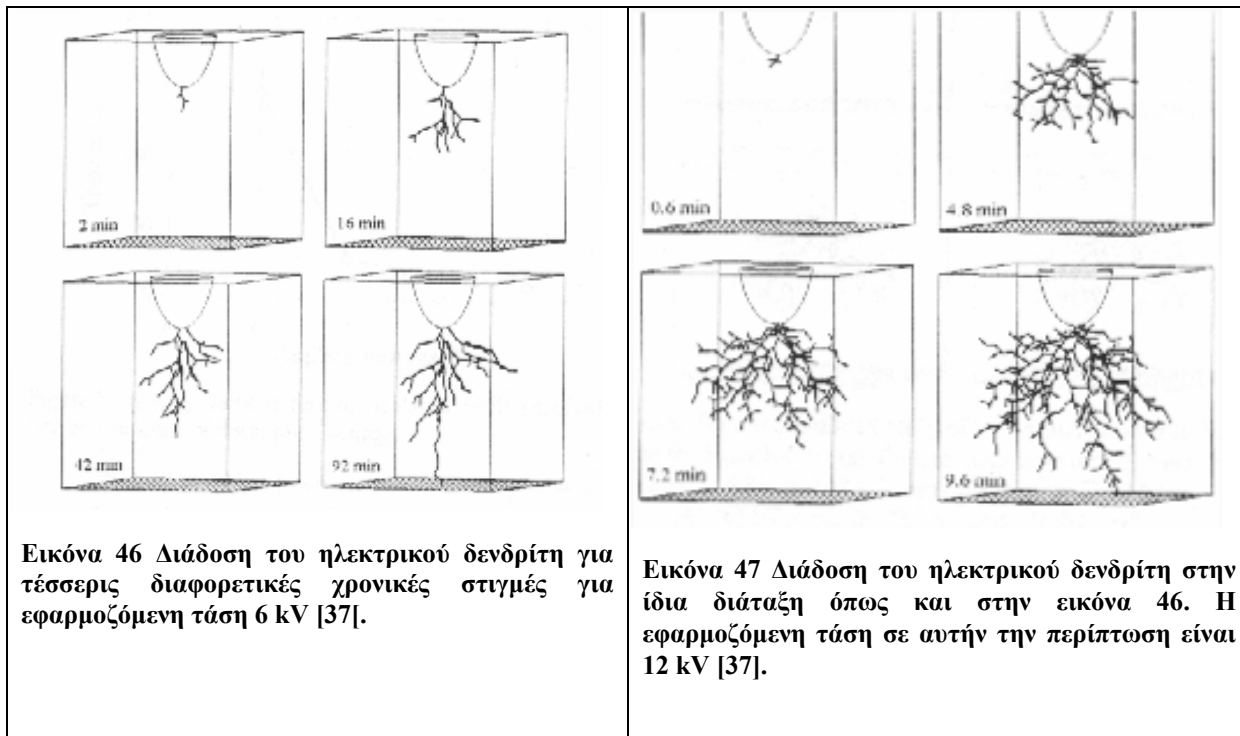 2 min
16 min
42 min
92 min
Εικόνα 46 Διάδοση του ηλεκτρικού δενδρίτη για
τέσσερις διαφορετικές χρονικές στιγμές για
εφαρμοζόμενη τάση 6 kV [37[.
0.6 min
4.8 min
7.2 min
9.6 min
Εικόνα 47 Διάδοση του ηλεκτρικού δενδρίτη στην
ίδια διάταξη όπως και στην εικόνα 46. Η
εφαρμοζόμενη τάση σε αυτήν την περίπτωση είναι
12 kV [37].